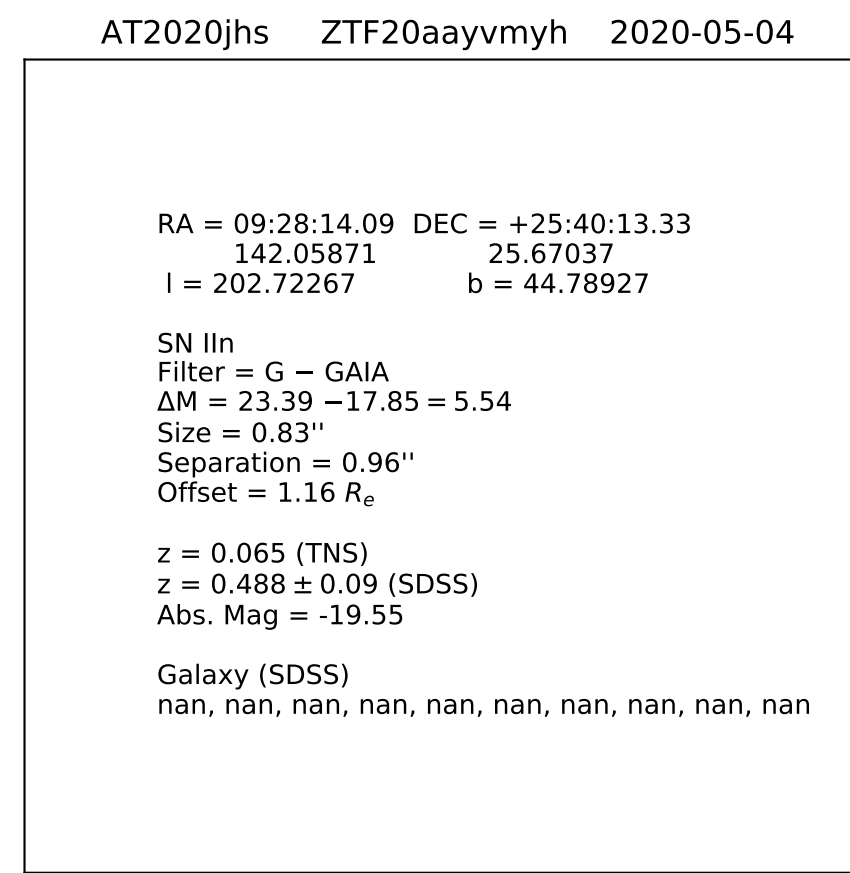 AT2020jhs ZTF20aayvmyh 2020-05-04
RA = 09:28:14.09 DEC = +25:40:13.33
142.05871 25.67037
l = 202.72267 b = 44.78927
SN IIn
Filter = G − GAIA
ΔM = 23.39 −17.85 = 5.54
Size = 0.83''
Separation = 0.96''
Offset = 1.16 Rₑ
z = 0.065 (TNS)
z = 0.488 ± 0.09 (SDSS)
Abs. Mag = -19.55
Galaxy (SDSS)
nan, nan, nan, nan, nan, nan, nan, nan, nan, nan